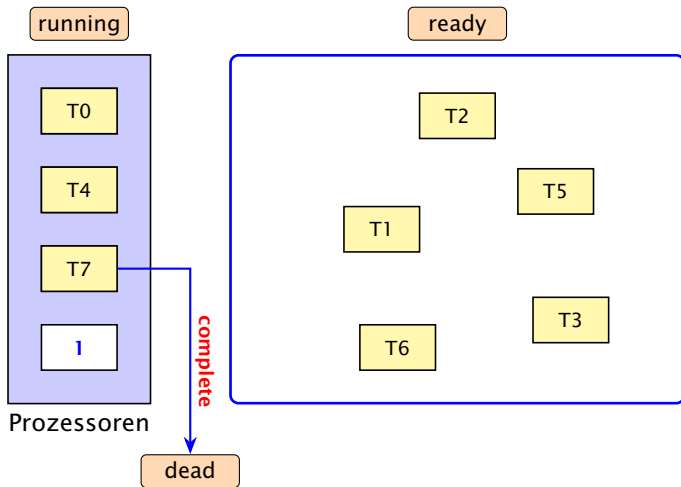 running
ready
T0
T4
T7
1
Prozessoren
T2
T5
T1
T3
T6
complete
dead